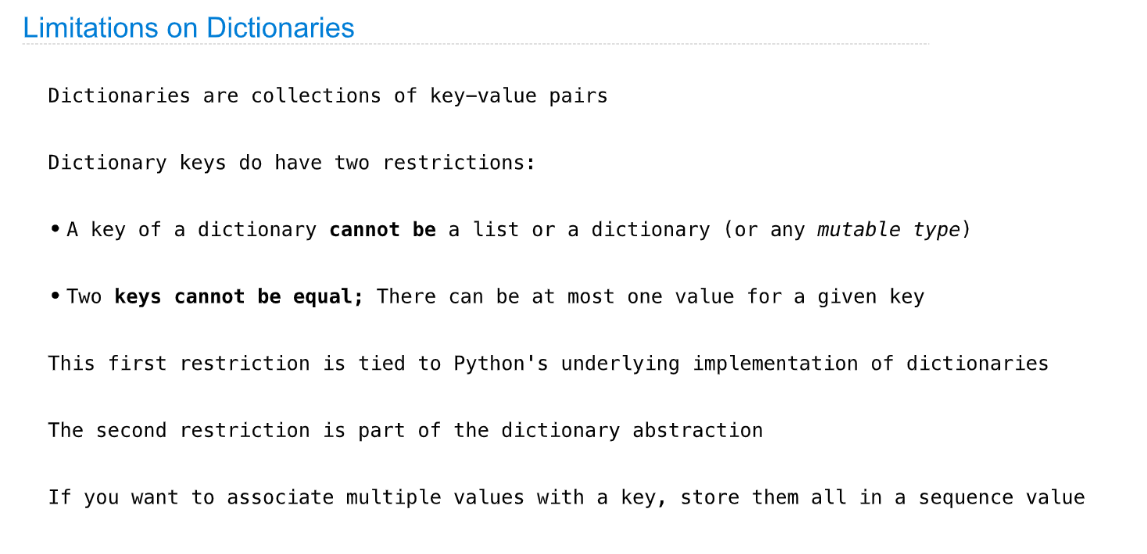 Limitations on Dictionaries
Dictionaries are collections of key-value pairs
Dictionary keys do have two restrictions:
• A key of a dictionary cannot be a list or a dictionary (or any mutable type)
• Two keys cannot be equal; There can be at most one value for a given key
This first restriction is tied to Python's underlying implementation of dictionaries
The second restriction is part of the dictionary abstraction
If you want to associate multiple values with a key, store them all in a sequence value